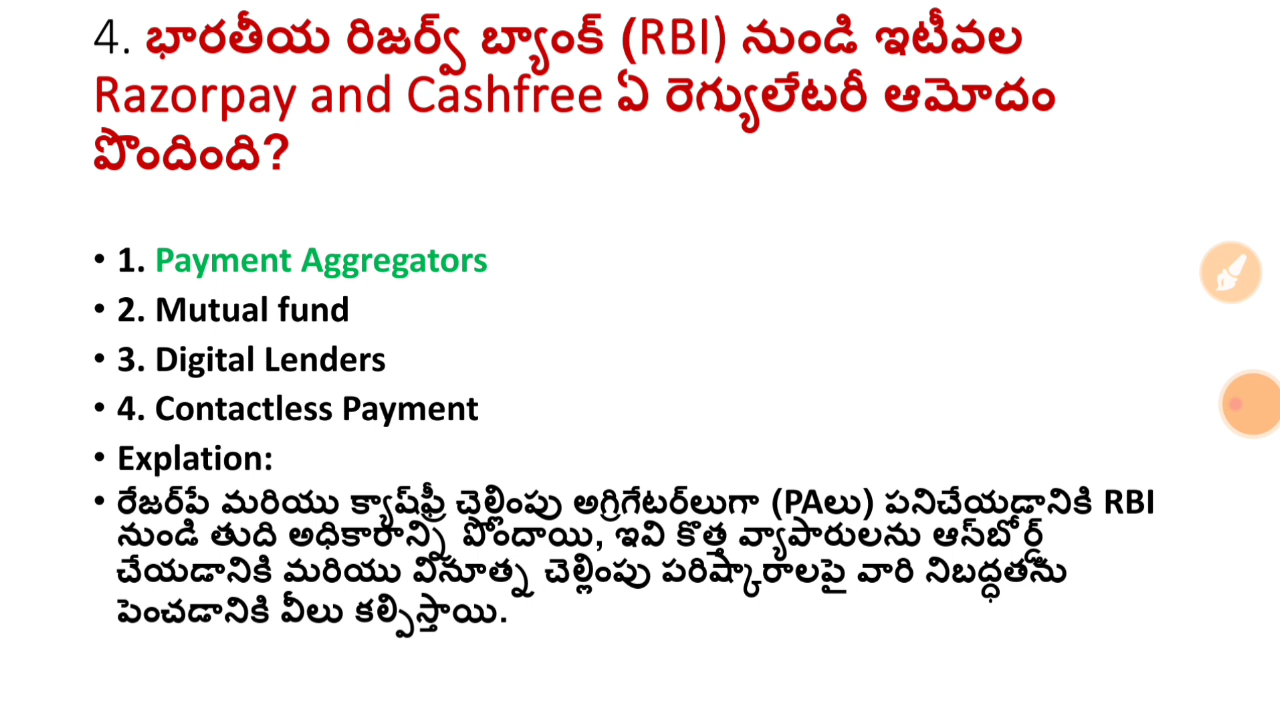 4. భారతీయ రిజర్వ్ బ్యాంక్ (RBI) నుండి ఇటీవల
Razorpay and Cashfree ఏ రెగ్యులేటరీ ఆమోదం
పొందింది?
• 1. Payment Aggregators
• 2. Mutual fund
• 3. Digital Lenders
• 4. Contactless Payment
• Explation:
• రేజర్‌పే మరియు క్యాష్‌ఫ్రీ చెల్లింపు అగ్రిగేటర్‌లుగా (PAలు) పనిచేయడానికి RBI
నుండి తుది అధికారాన్ని పొందాయి, ఇవి కొత్త వ్యాపారులను ఆన్‌బోర్డ్
చేయడానికి మరియు వినూత్న చెల్లింపు పరిష్కారాలపై వారి నిబద్ధతను
పెంచడానికి వీలు కల్పిస్తాయి.